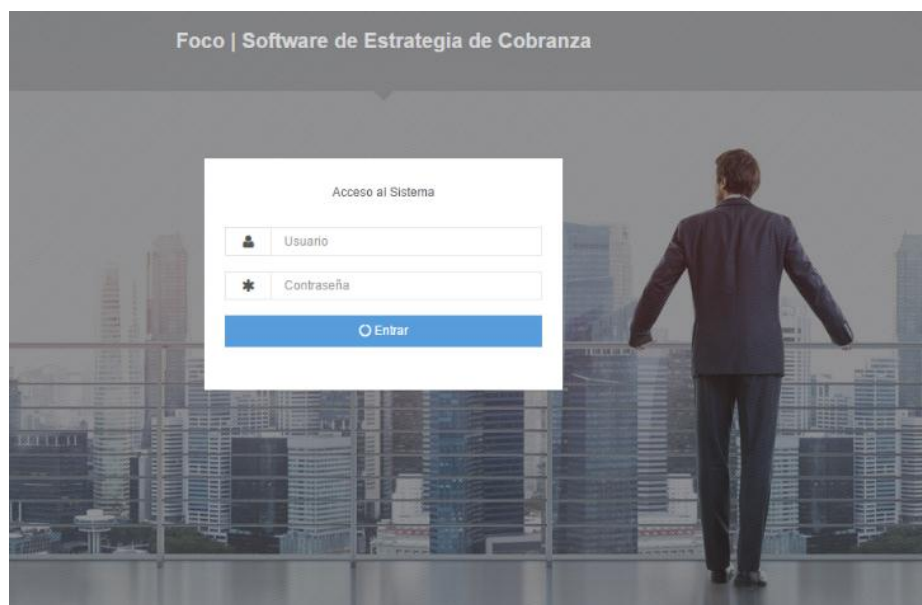 Foco | Software de Estrategia de Cobranza
Acceso al Sistema
Usuario
Contraseña
Entrar